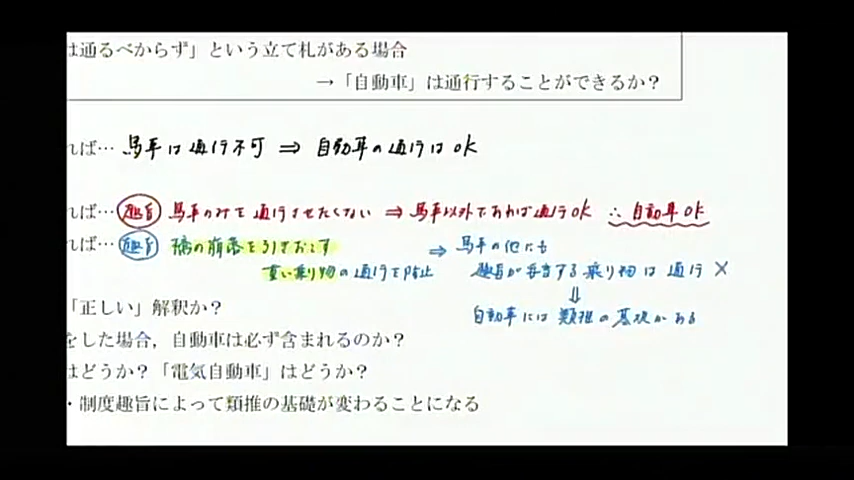 は通るべからず」という立て札がある場合
→「自動車」は通行することができるか？
れば… 馬車は通行不可 ⇒ 自動車の通行はOK
れば… 趣旨 馬車のみを通行させたくない ⇒ 馬車以外であれば通行OK ∴自動車OK
れば… 趣旨 橋の崩落を引きおこす ⇒ 馬車の他にも
重い乗り物の通行を防止 趣旨が妥当する乗り物は通行×
⇓
自動車には類推の基礎がある
「正しい」解釈か？
をした場合，自動車は必ず含まれるのか？
はどうか？「電気自動車」はどうか？
・制度趣旨によって類推の基礎が変わることになる